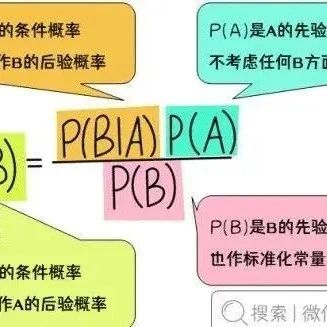 的条件概率
作B的后验概率
P(A)是A的先验
不考虑任何B方面
P(B|A) P(A)
B) =
P(B)
P(B)是B的先验
也作标准化常量
的条件概率
作A的后验概率
搜索 | 微信